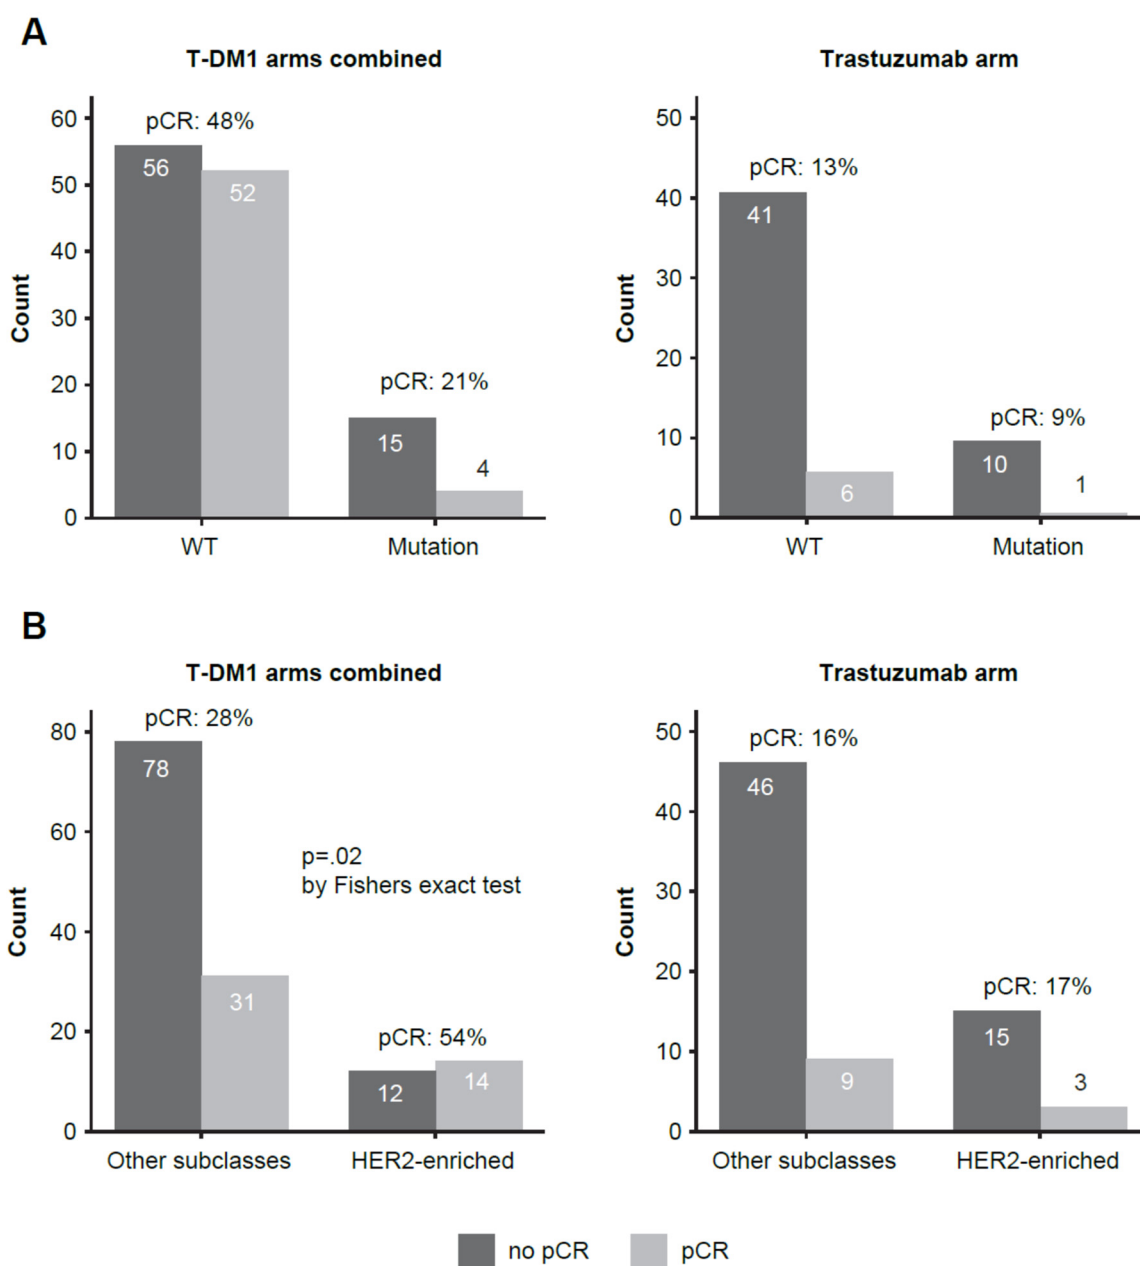 A
T-DM1 arms combined
Count
60
50
40
30
20
10
0
pCR: 48%
56
52
pCR: 21%
15
4
WT
Mutation
Trastuzumab arm
Count
50
40
30
20
10
0
pCR: 13%
41
6
pCR: 9%
10
1
WT
Mutation
B
T-DM1 arms combined
Count
80
60
40
20
0
pCR: 28%
78
31
p=.02
by Fishers exact test
pCR: 54%
12
14
Other subclasses
HER2-enriched
Trastuzumab arm
Count
50
40
30
20
10
0
pCR: 16%
46
9
pCR: 17%
15
3
Other subclasses
HER2-enriched
no pCR
pCR